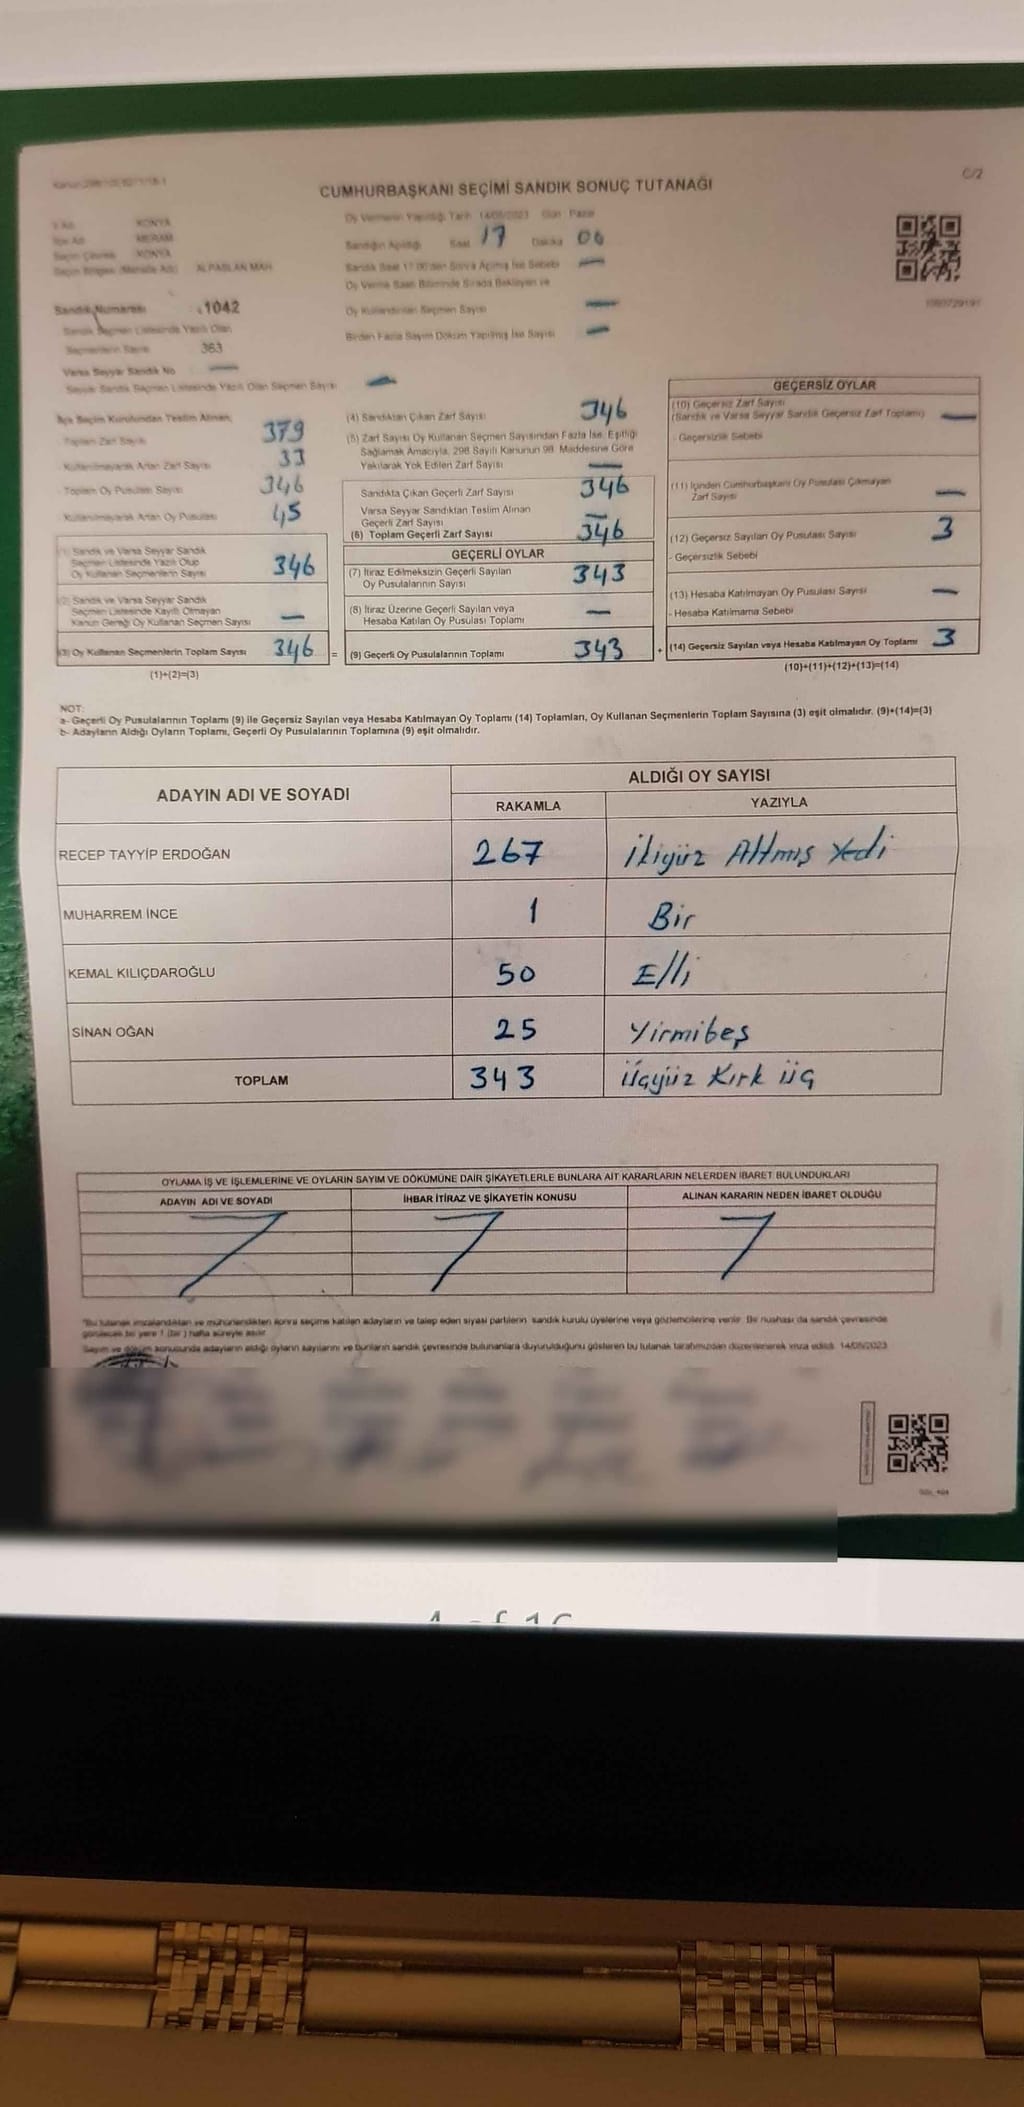 CUMHURBAŞKANI SEÇİMİ SANDIK SONUÇ TUTANAĞI
C/2
İl Adı KONYA
İlçe Adı MERAM
Seçim Çevresi KONYA
Seçim Bölgesi (Mahalle Adı) ALPASLAN MAH
Sandık Numarası 1042
Sandık Seçmen Listesinde Yazılı Olan
Seçmenlerin Sayısı 363
Varsa Seyyar Sandık No —
Seyyar Sandık Seçmen Listesinde Yazılı Olan Seçmen Sayısı —
Oy Vermenin Yapıldığı Tarih 14/05/2023 Gün Pazar
Sandığın Açıldığı Saat 17 Dakika 00
Sandık Saat 17:00'den Sonra Açılmış İse Sebebi —
Oy Verme Saati Bitiminde Sırada Bekleyen ve
Oy Kullandırılan Seçmen Sayısı —
Birden Fazla Sayım Döküm Yapılmış İse Sayısı —
İlçe Seçim Kurulundan Teslim Alınan;
- Toplam Zarf Sayısı 379
- Kullanılmayarak Artan Zarf Sayısı 33
- Toplam Oy Pusulası Sayısı 346
- Kullanılmayarak Artan Oy Pusulası 45
(1) Sandık ve Varsa Seyyar Sandık
Seçmen Listesinde Yazılı Olup
Oy Kullanan Seçmenlerin Sayısı 346
(2) Sandık ve Varsa Seyyar Sandık
Seçmen Listesinde Kayıtlı Olmayan
Kanun Gereği Oy Kullanan Seçmen Sayısı —
(3) Oy Kullanan Seçmenlerin Toplam Sayısı 346
(1)+(2)=(3)
(4) Sandıktan Çıkan Zarf Sayısı 346
(5) Zarf Sayısı Oy Kullanan Seçmen Sayısından Fazla İse, Eşitliği
Sağlamak Amacıyla, 298 Sayılı Kanunun 98. Maddesine Göre
Yakılarak Yok Edilen Zarf Sayısı —
Sandıkta Çıkan Geçerli Zarf Sayısı 346
Varsa Seyyar Sandıktan Teslim Alınan
Geçerli Zarf Sayısı —
(6) Toplam Geçerli Zarf Sayısı 346
GEÇERLİ OYLAR
(7) İtiraz Edilmeksizin Geçerli Sayılan
Oy Pusulalarının Sayısı 343
(8) İtiraz Üzerine Geçerli Sayılan veya
Hesaba Katılan Oy Pusulası Toplamı —
= (9) Geçerli Oy Pusulalarının Toplamı 343
GEÇERSİZ OYLAR
(10) Geçersiz Zarf Sayısı
(Sandık ve Varsa Seyyar Sandık Geçersiz Zarf Toplamı) —
- Geçersizlik Sebebi
(11) İçinden Cumhurbaşkanı Oy Pusulası Çıkmayan
Zarf Sayısı —
(12) Geçersiz Sayılan Oy Pusulası Sayısı 3
- Geçersizlik Sebebi
(13) Hesaba Katılmayan Oy Pusulası Sayısı —
- Hesaba Katılmama Sebebi
+ (14) Geçersiz Sayılan veya Hesaba Katılmayan Oy Toplamı 3
(10)+(11)+(12)+(13)=(14)
NOT:
a- Geçerli Oy Pusulalarının Toplamı (9) ile Geçersiz Sayılan veya Hesaba Katılmayan Oy Toplamı (14) Toplamları, Oy Kullanan Seçmenlerin Toplam Sayısına (3) eşit olmalıdır. (9)+(14)=(3)
b- Adayların Aldığı Oyların Toplamı, Geçerli Oy Pusulalarının Toplamına (9) eşit olmalıdır.
ADAYIN ADI VE SOYADI
ALDIĞI OY SAYISI
RAKAMLA YAZIYLA
RECEP TAYYİP ERDOĞAN 267 ikiyüz Altmış Yedi
MUHARREM İNCE 1 Bir
KEMAL KILIÇDAROĞLU 50 Elli
SİNAN OĞAN 25 Yirmibeş
TOPLAM 343 üçyüz Kırk üç
OYLAMA İŞ VE İŞLEMLERİNE VE OYLARIN SAYIM VE DÖKÜMÜNE DAİR ŞİKAYETLERLE BUNLARA AİT KARARLARIN NELERDEN İBARET BULUNDUKLARI
ADAYIN ADI VE SOYADI İHBAR İTİRAZ VE ŞİKAYETİN KONUSU ALINAN KARARIN NEDEN İBARET OLDUĞU
"Bu tutanak imzalandıktan ve mühürlendikten sonra seçime katılan adayların ve talep eden siyasi partilerin sandık kurulu üyelerine veya gözlemcilerine verilir. Bir nüshası da sandık çevresinde
görülecek bir yere 1 (bir) hafta süreyle asılır
Sayım ve döküm sonucunda adayların aldığı oyların sayılarını ve bunların sandık çevresinde bulunanlara duyurulduğunu gösteren bu tutanak tarafımızdan düzenlenerek imza edildi. 14/05/2023